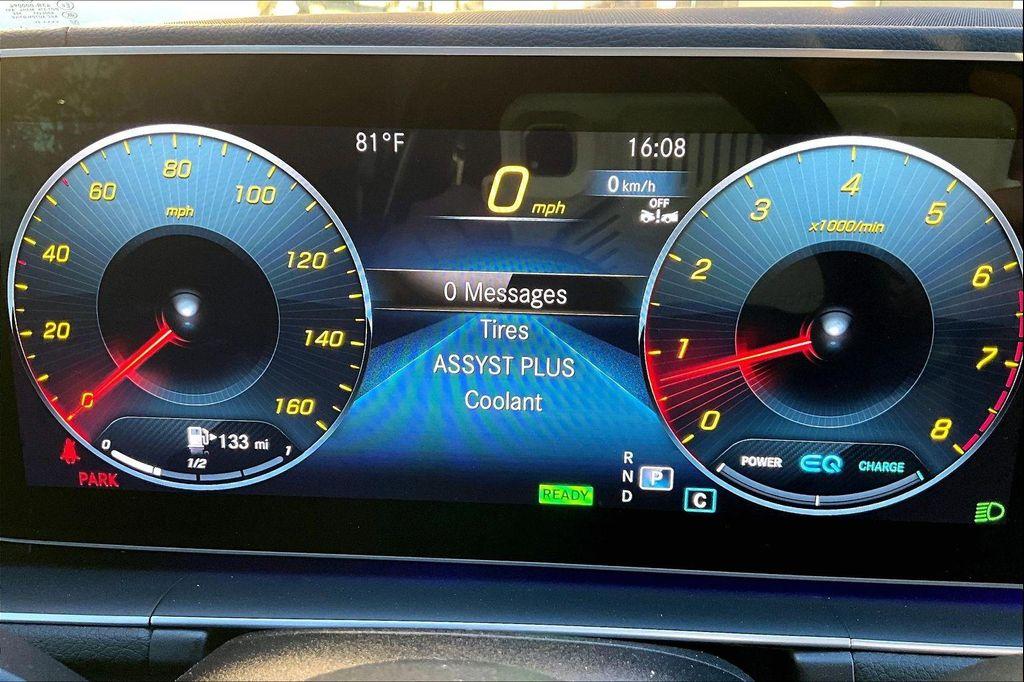 81°F
16:08
0 mph
0 km/h
OFF
0 Messages
Tires
ASSYST PLUS
Coolant
0
20
40
60
80
100
120
140
160
mph
0
1/2
1
133 mi
PARK
0
1
2
3
4
5
6
7
8
x1000/min
POWER
EQ
CHARGE
READY
R
N
D
P
C